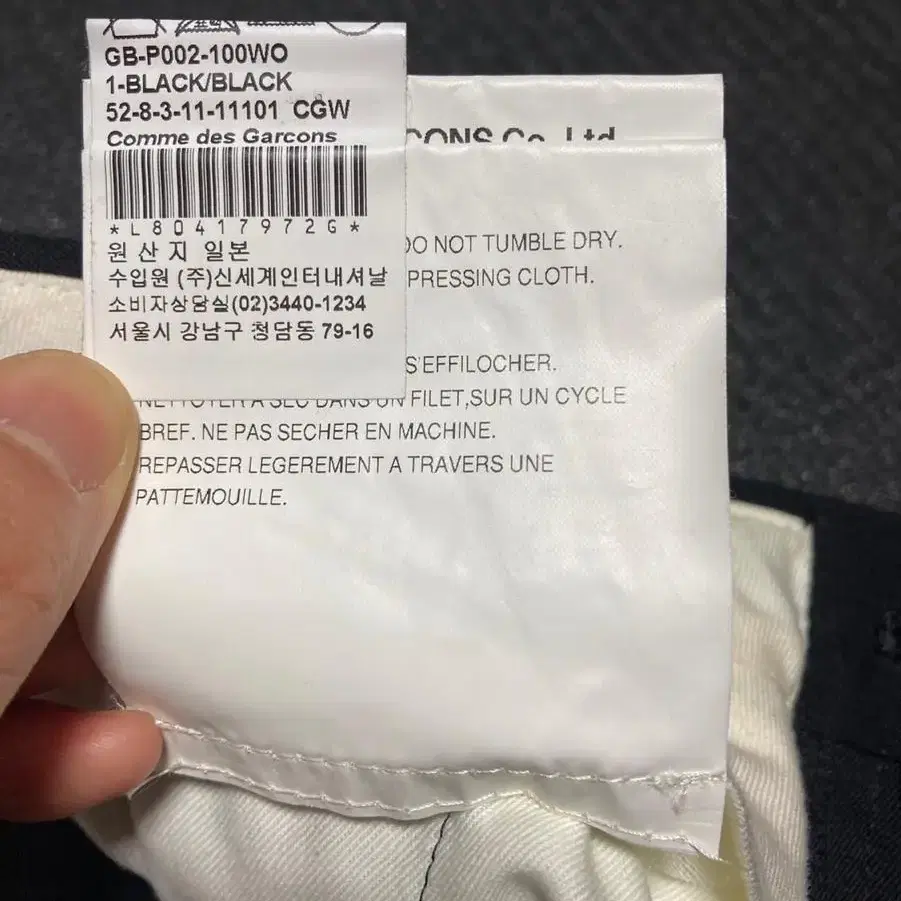 GB-P002-100WO
1-BLACK/BLACK
52-8-3-11-11101 CGW
Comme des Garcons
*L80417972G*
원산지 일본
수입원 (주)신세계인터내셔날
소비자상담실(02)3440-1234
서울시 강남구 청담동 79-16
CONS Co.,Ltd
DO NOT TUMBLE DRY.
PRESSING CLOTH.
S'EFFILOCHER.
NETTOYER A SEC DANS UN FILET,SUR UN CYCLE
BREF. NE PAS SECHER EN MACHINE.
REPASSER LEGEREMENT A TRAVERS UNE
PATTEMOUILLE.